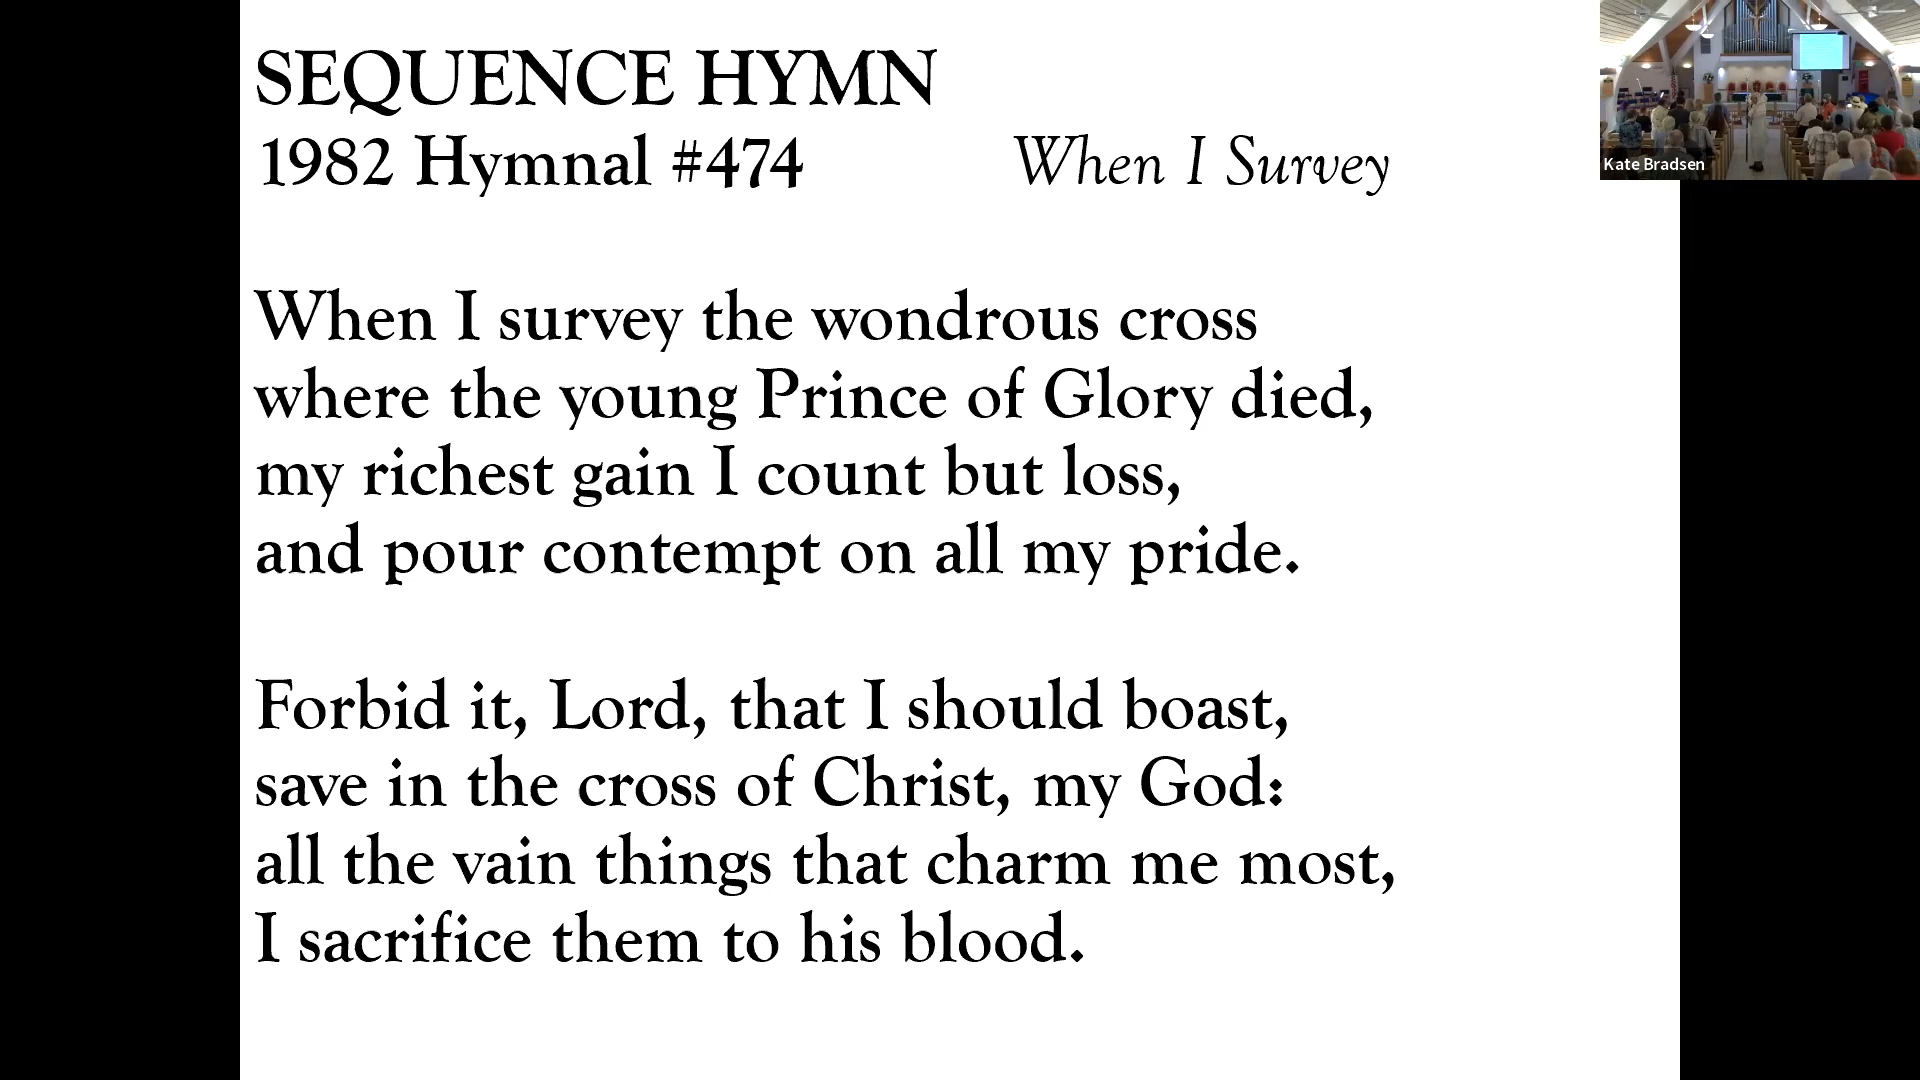 SEQUENCE HYMN
1982 Hymnal #474 When I Survey
When I survey the wondrous cross
where the young Prince of Glory died,
my richest gain I count but loss,
and pour contempt on all my pride.
Forbid it, Lord, that I should boast,
save in the cross of Christ, my God:
all the vain things that charm me most,
I sacrifice them to his blood.
Kate Bradsen